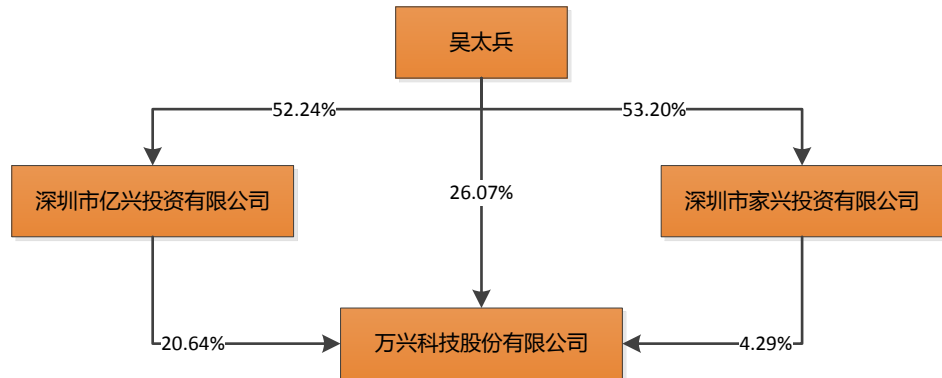 吴太兵
52.24%
53.20%
深圳市亿兴投资有限公司
26.07%
深圳市家兴投资有限公司
20.64%
万兴科技股份有限公司
4.29%